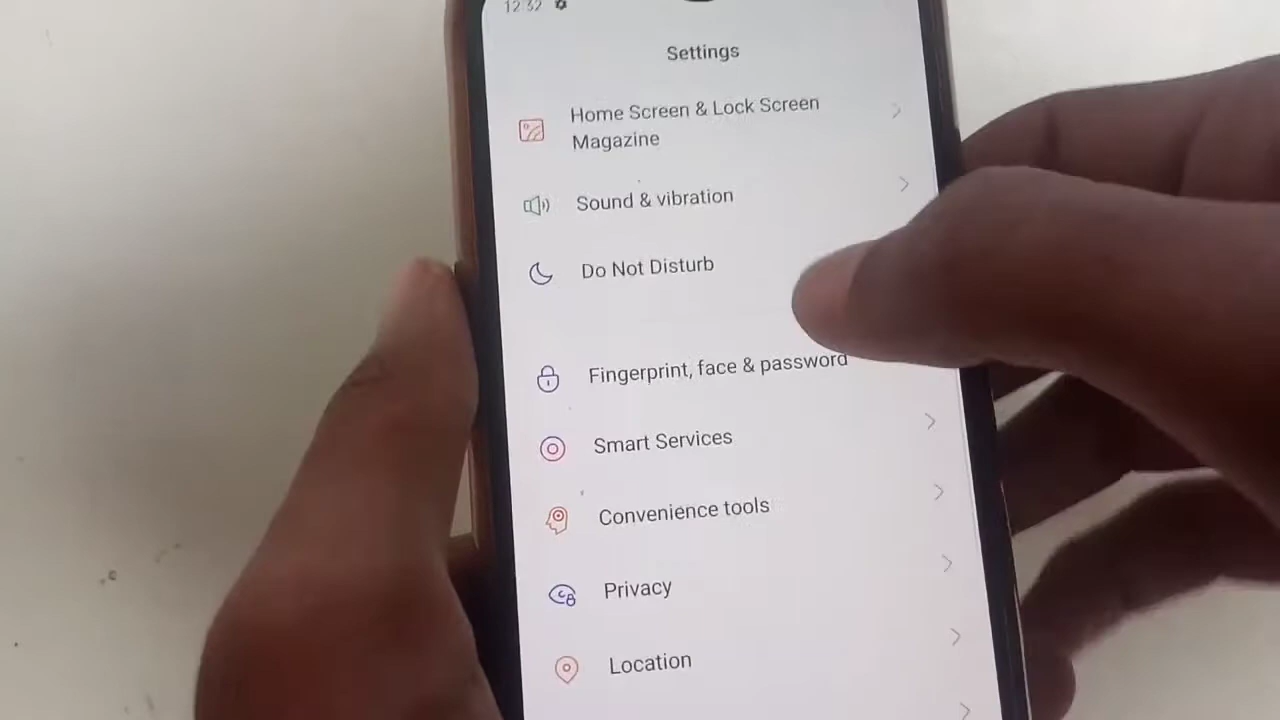 12 52
Settings
Home Screen & Lock Screen
Magazine
Sound & vibration
Do Not Disturb
Fingerprint, face & password
Smart Services
Convenience tools
Privacy
Location